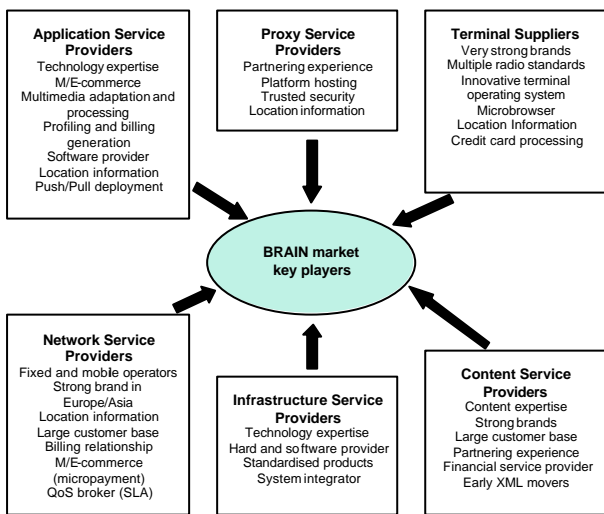 Application Service
Providers
Technology expertise
M/E-commerce
Multimedia adaptation and
processing
Profiling and billing
generation
Software provider
Location information
Push/Pull deployment
Proxy Service
Providers
Partnering experience
Platform hosting
Trusted security
Location information
Terminal Suppliers
Very strong brands
Multiple radio standards
Innovative terminal
operating system
Microbrowser
Location Information
Credit card processing
BRAIN market
key players
Network Service
Providers
Fixed and mobile operators
Strong brand in
Europe/Asia
Location information
Large customer base
Billing relationship
M/E-commerce
(micropayment)
QoS broker (SLA)
Infrastructure Service
Providers
Technology expertise
Hard and software provider
Standardised products
System integrator
Content Service
Providers
Content expertise
Strong brands
Large customer base
Partnering experience
Financial service provider
Early XML movers